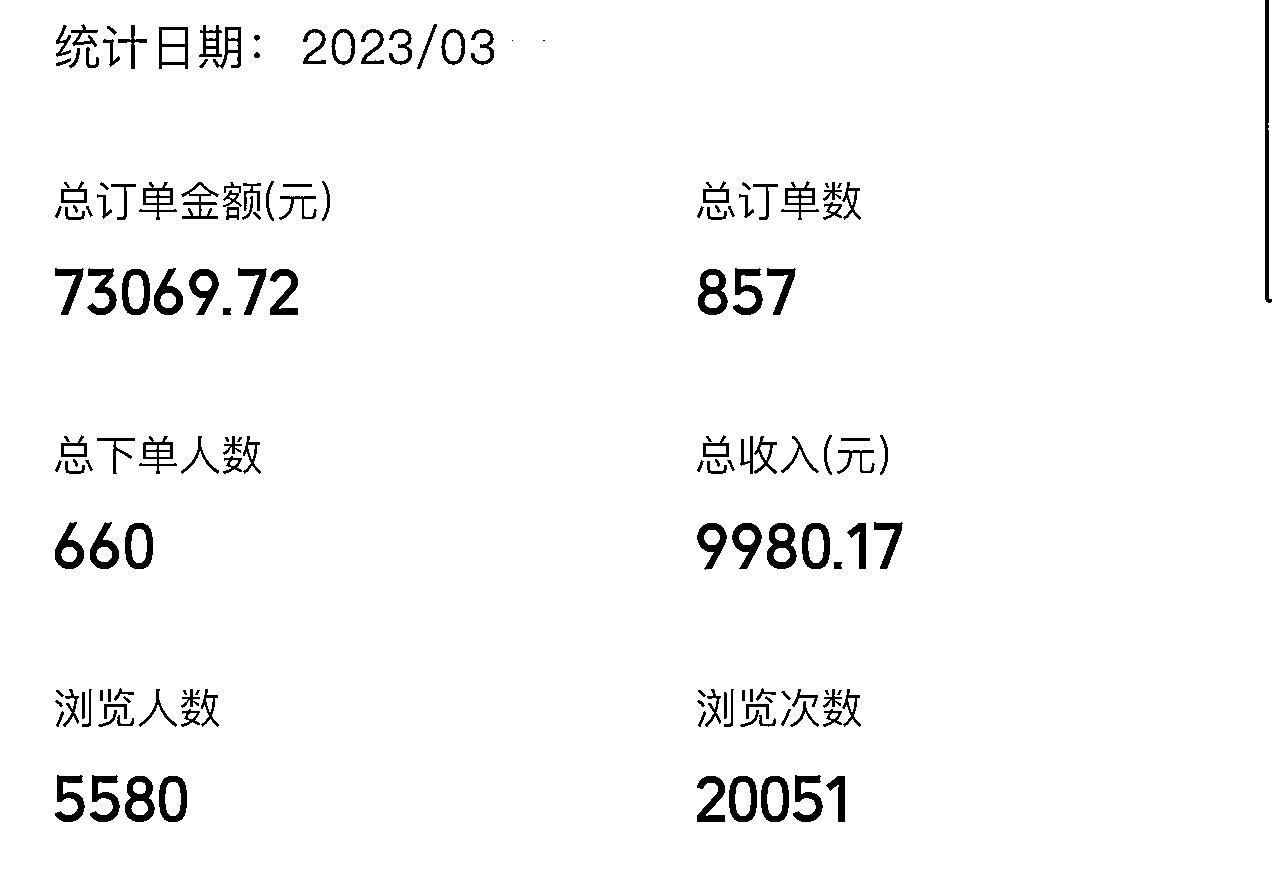 统计日期： 2023/03
总订单金额(元) 总订单数
73069.72 857
总下单人数 总收入(元)
660 9980.17
浏览人数 浏览次数
5580 20051